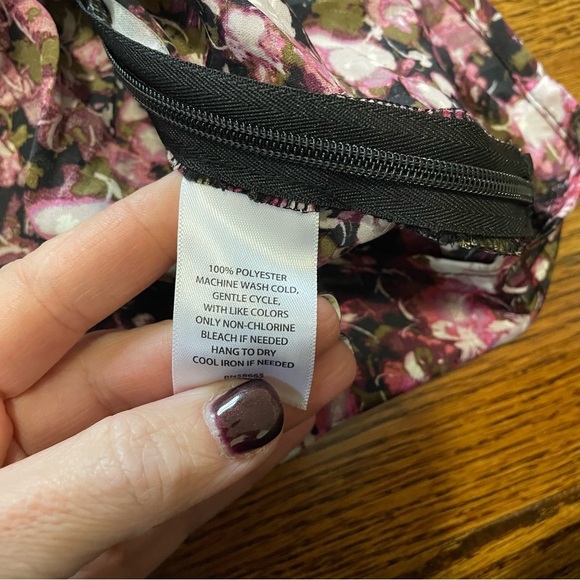 100% POLYESTER
MACHINE WASH COLD,
GENTLE CYCLE,
WITH LIKE COLORS
ONLY NON-CHLORINE
BLEACH IF NEEDED
HANG TO DRY
COOL IRON IF NEEDED